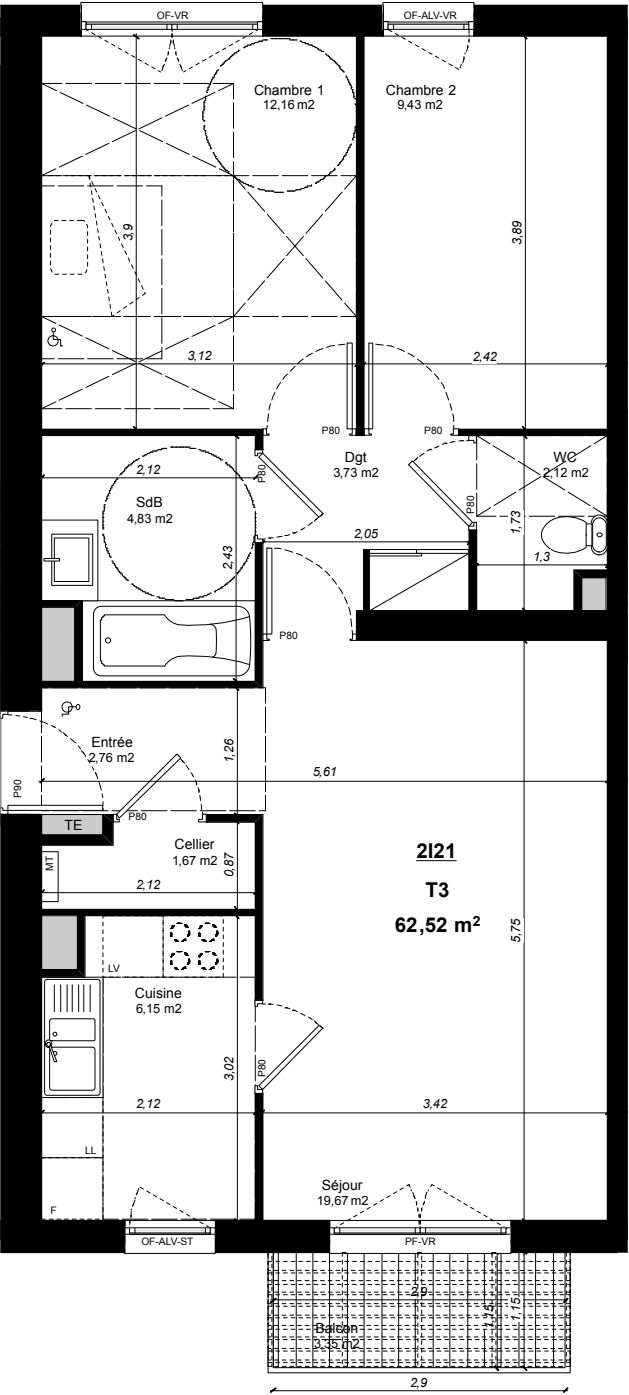 OF-VR
OF-ALV-VR
Chambre 1
12,16 m2
Chambre 2
9,43 m2
3,9
3,89
3,12
2,42
P80
P80
Dgt
3,73 m2
WC
2,12 m2
P80
P80
2,12
SdB
4,83 m2
2,43
2,05
1,73
1,3
P80
Entrée
2,76 m2
1,26
5,61
P90
P80
TE
Cellier
1,67 m2
0,87
MT
2,12
2I21
T3
62,52 m²
5,75
LV
Cuisine
6,15 m2
3,02
P80
2,12
3,42
LL
F
Séjour
19,67 m2
OF-ALV-ST
PF-VR
2,9
1,15
1,15
Balcon
3,35 m2
2,9